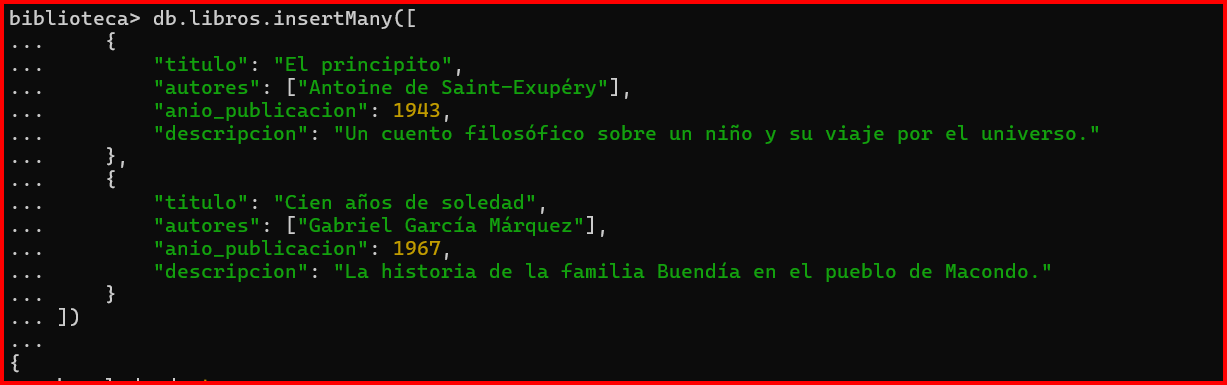 biblioteca> db.libros.insertMany([
...     {
...         "titulo": "El principito",
...         "autores": ["Antoine de Saint-Exupéry"],
...         "anio_publicacion": 1943,
...         "descripcion": "Un cuento filosófico sobre un niño y su viaje por el universo."
...     },
...     {
...         "titulo": "Cien años de soledad",
...         "autores": ["Gabriel García Márquez"],
...         "anio_publicacion": 1967,
...         "descripcion": "La historia de la familia Buendía en el pueblo de Macondo."
...     }
... ])
...
{